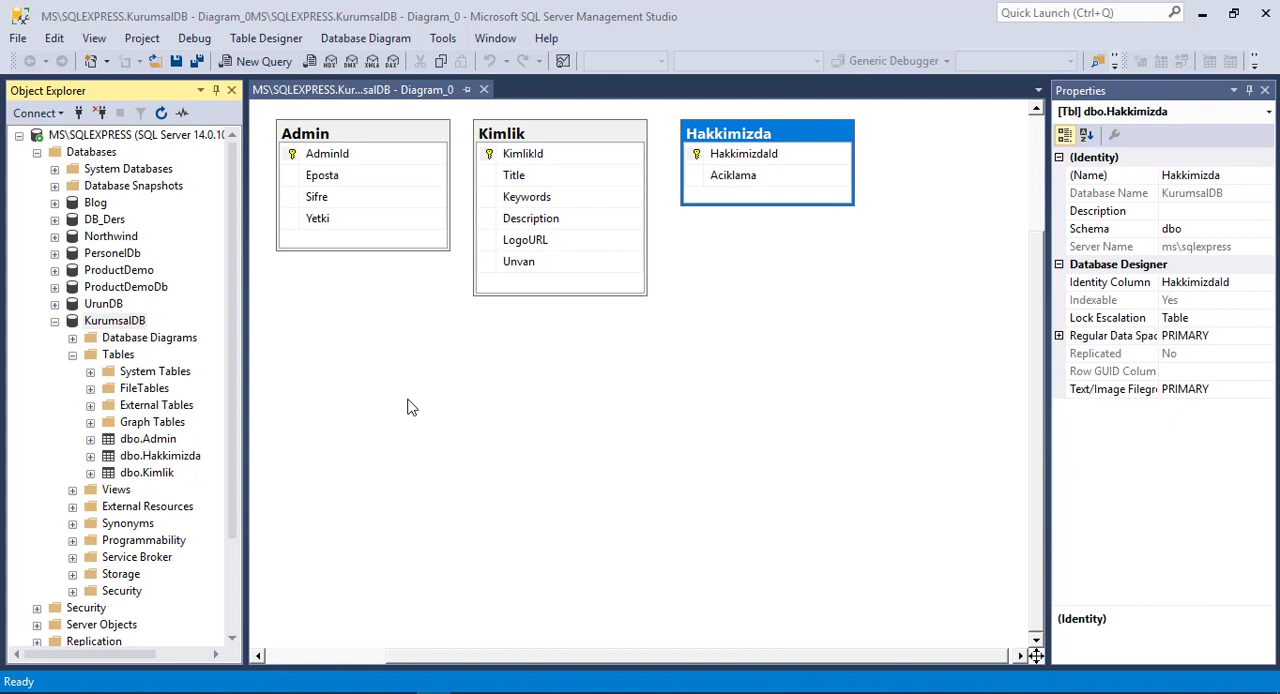 MS\SQLEXPRESS.KurumsalDB - Diagram_0MS\SQLEXPRESS.KurumsalDB - Diagram_0 - Microsoft SQL Server Management Studio
Quick Launch (Ctrl+Q)
File Edit View Project Debug Table Designer Database Diagram Tools Window Help
New Query
MDX DMX XMLA DAX
Generic Debugger
Object Explorer
Connect
MS\SQLEXPRESS (SQL Server 14.0.10
Databases
System Databases
Database Snapshots
Blog
DB_Ders
Northwind
PersonelDb
ProductDemo
ProductDemoDb
UrunDB
KurumsalDB
Database Diagrams
Tables
System Tables
FileTables
External Tables
Graph Tables
dbo.Admin
dbo.Hakkimizda
dbo.Kimlik
Views
External Resources
Synonyms
Programmability
Service Broker
Storage
Security
Security
Server Objects
Replication
MS\SQLEXPRESS.Kur...salDB - Diagram_0
Admin
AdminId
Eposta
Sifre
Yetki
Kimlik
KimlikId
Title
Keywords
Description
LogoURL
Unvan
Hakkimizda
HakkimizdaId
Aciklama
Properties
[Tbl] dbo.Hakkimizda
(Identity)
(Name) Hakkimizda
Database Name KurumsalDB
Description
Schema dbo
Server Name ms\sqlexpress
Database Designer
Identity Column HakkimizdaId
Indexable Yes
Lock Escalation Table
Regular Data Spac PRIMARY
Replicated No
Row GUID Colum
Text/Image Filegr PRIMARY
(Identity)
Ready